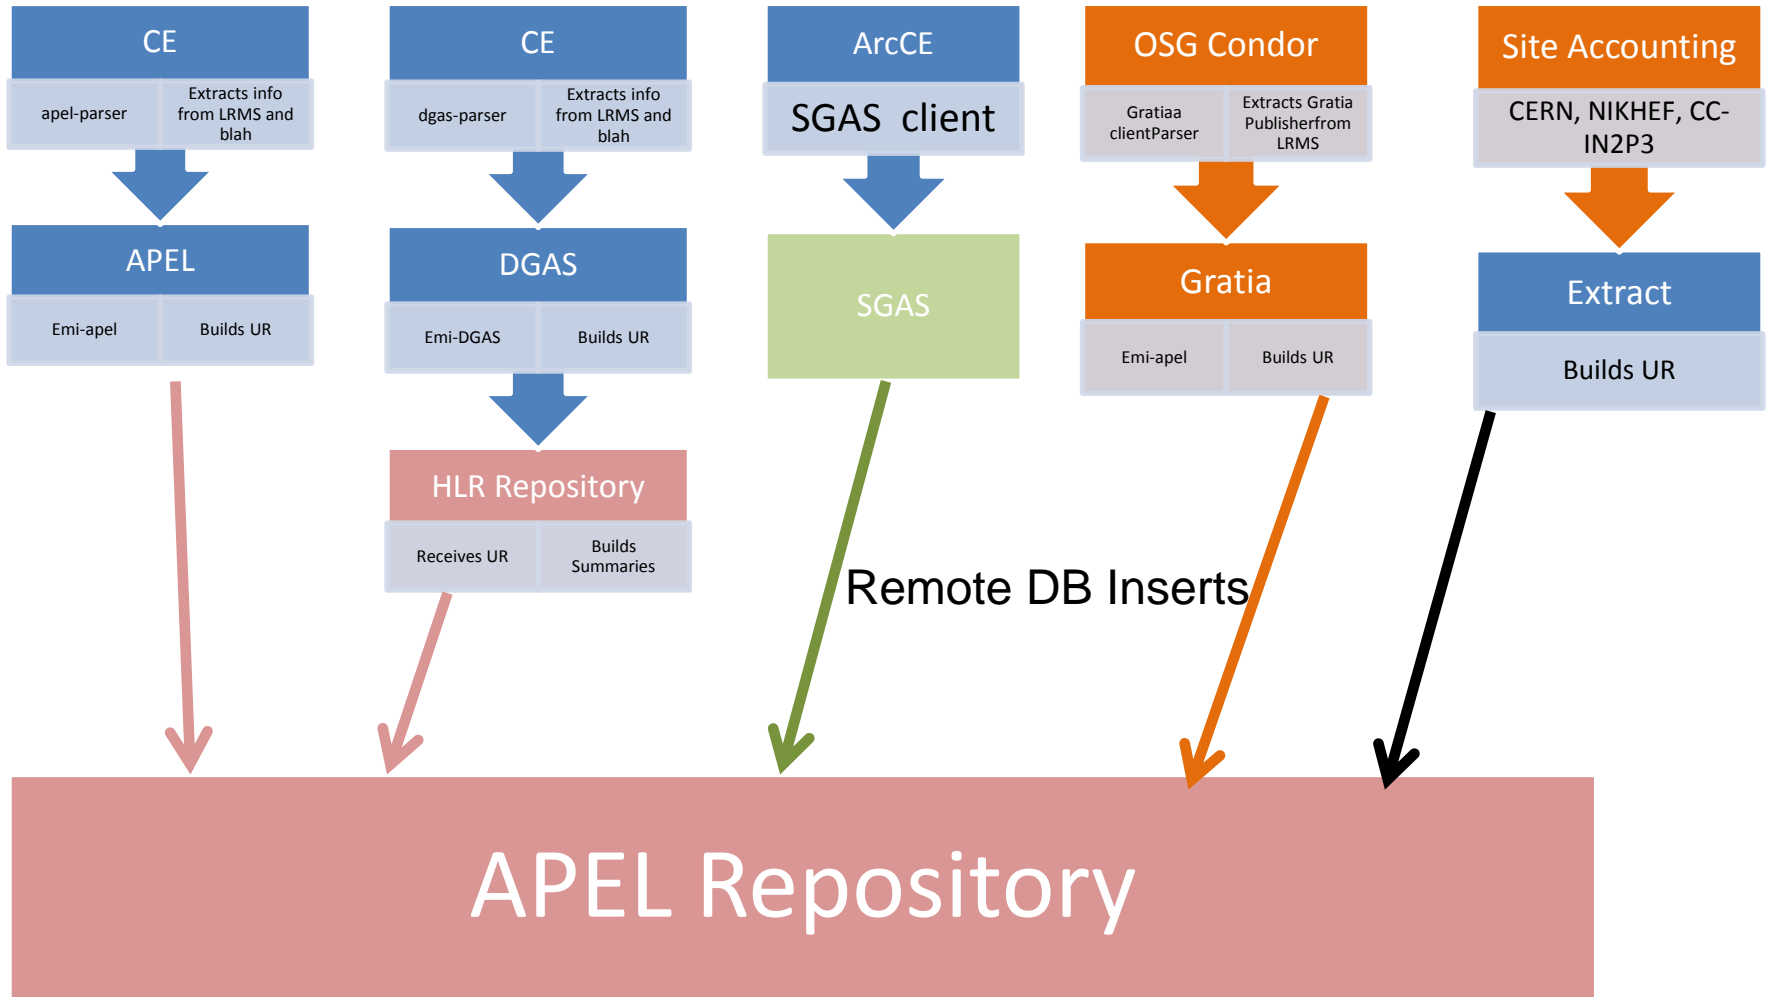 CE
apel-parser
Extracts info
from LRMS and
blah
APEL
Emi-apel
Builds UR
CE
dgas-parser
Extracts info
from LRMS and
blah
DGAS
Emi-DGAS
Builds UR
HLR Repository
Receives UR
Builds
Summaries
ArcCE
SGAS client
SGAS
OSG Condor
Gratiaa
clientParser
Extracts Gratia
Publisherfrom
LRMS
Gratia
Emi-apel
Builds UR
Site Accounting
CERN, NIKHEF, CC-
IN2P3
Extract
Builds UR
Remote DB Inserts
APEL Repository